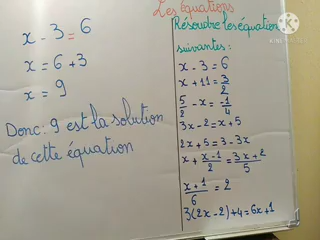 Les équations
x - 3 = 6
x = 6 + 3
x = 9
Donc: 9 est la solution
de cette équation
Résoudre les équation
suivantes:
x - 3 = 6
x + 11 = 3/2
5/2 - x = -1/4
3x - 2 = x + 5
2x + 5 = 3 - 3x
x + (x - 1)/2 = (3x + 2)/5
(x + 1)/6 = 2
3(2x - 2) + 4 = 6x + 1